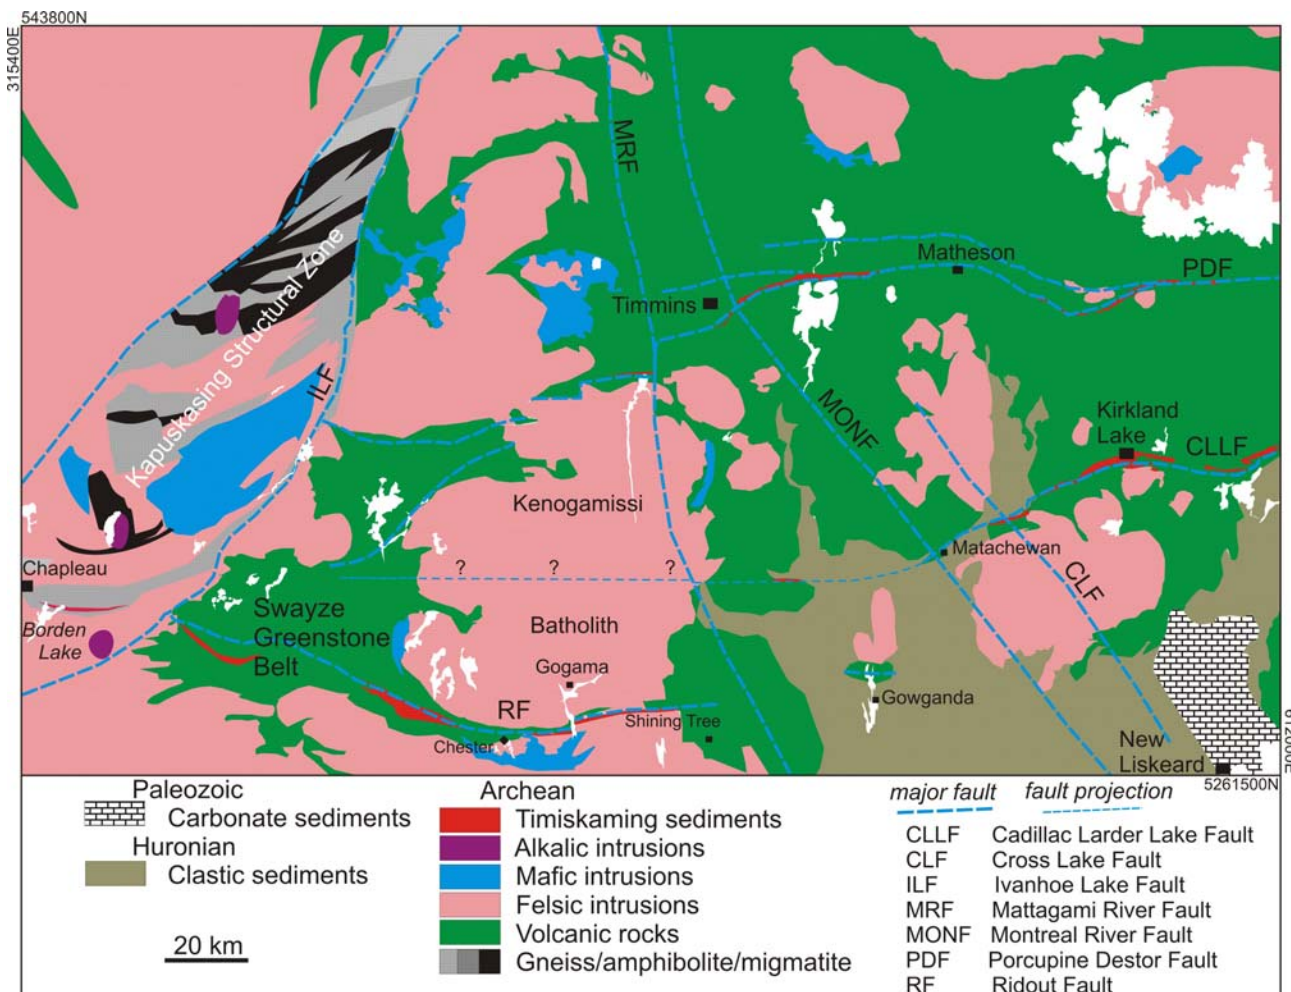 543800N
315400E
MRF
Matheson
PDF
Timmins
Kapuskasing Structural Zone
ILF
MONF
Kirkland
Lake
CLLF
Kenogamissi
Matachewan
Chapleau
? ? ?
CLF
Swayze
Greenstone
Belt
Batholith
Borden
Lake
Gogama
Gowganda
RF
Shining Tree
Chester
New
Liskeard
5261500N
Paleozoic
Carbonate sediments
Huronian
Clastic sediments
20 km
Archean
Timiskaming sediments
Alkalic intrusions
Mafic intrusions
Felsic intrusions
Volcanic rocks
Gneiss/amphibolite/migmatite
major fault fault projection
CLLF Cadillac Larder Lake Fault
CLF Cross Lake Fault
ILF Ivanhoe Lake Fault
MRF Mattagami River Fault
MONF Montreal River Fault
PDF Porcupine Destor Fault
RF Ridout Fault